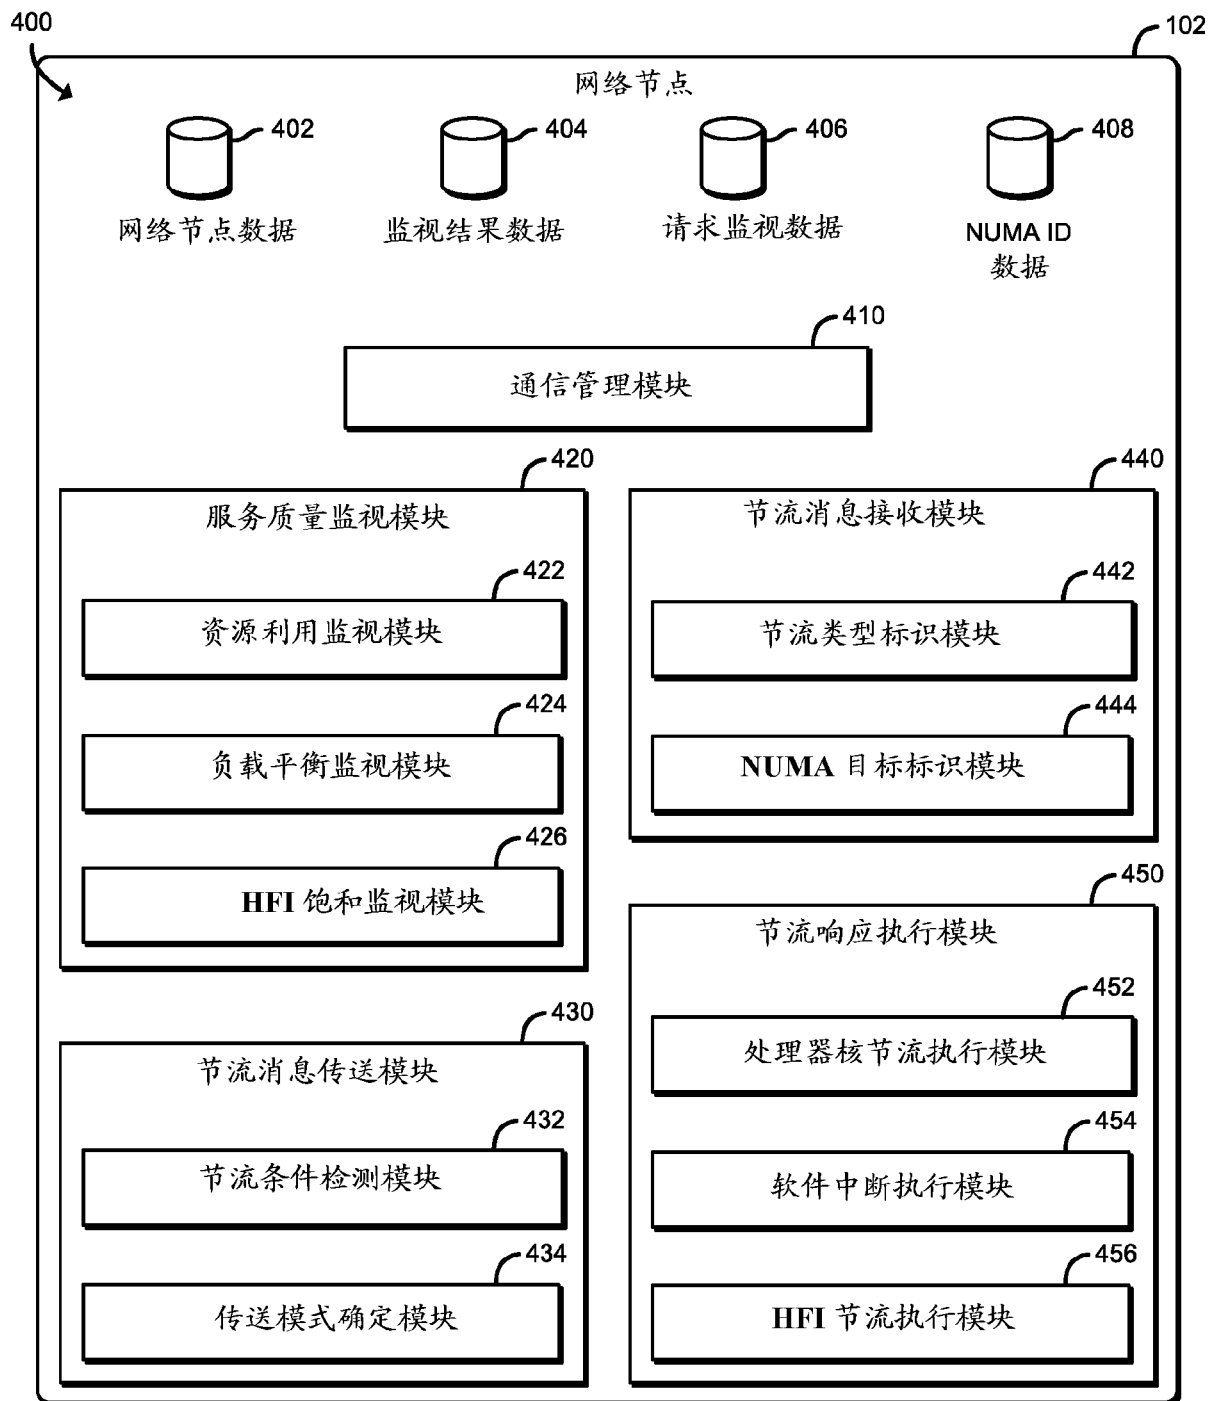 400
102
网络节点
402
404
406
408
网络节点数据
监视结果数据
请求监视数据
NUMA ID
数据
410
通信管理模块
420
服务质量监视模块
422
资源利用监视模块
424
负载平衡监视模块
426
HFI 饱和监视模块
430
节流消息传送模块
432
节流条件检测模块
434
传送模式确定模块
440
节流消息接收模块
442
节流类型标识模块
444
NUMA 目标标识模块
450
节流响应执行模块
452
处理器核节流执行模块
454
软件中断执行模块
456
HFI 节流执行模块